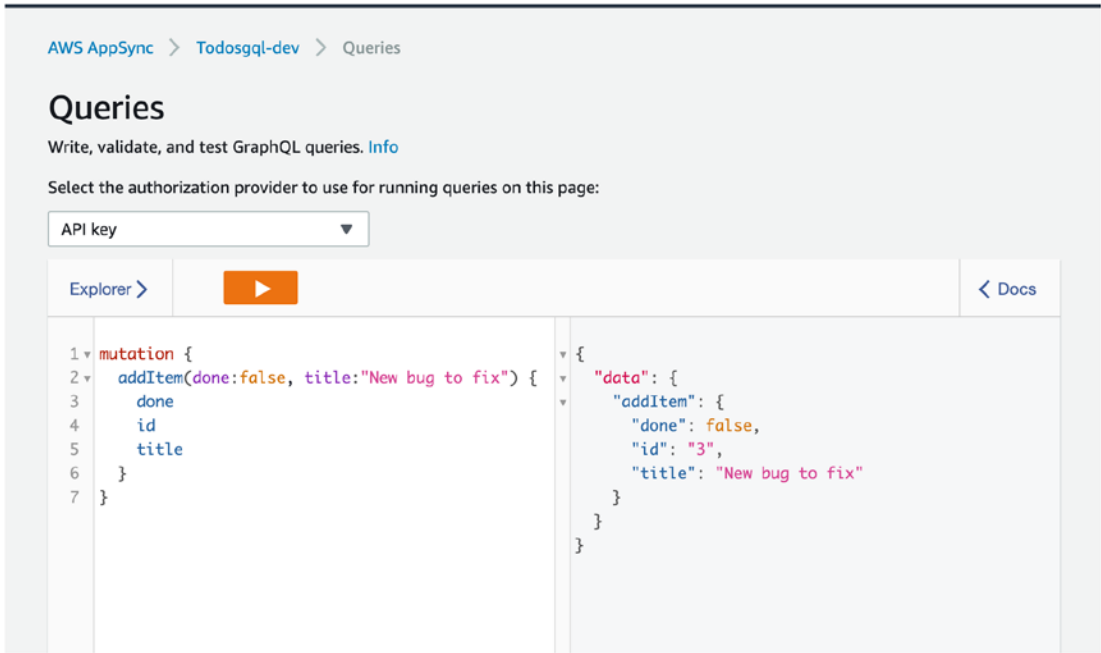 AWS AppSync > Todosgql-dev > Queries
Queries
Write, validate, and test GraphQL queries. Info
Select the authorization provider to use for running queries on this page:
API key
Explorer >
< Docs
1 mutation {
2 addItem(done:false, title:"New bug to fix") {
3 done
4 id
5 title
6 }
7 }
{
"data": {
"addItem": {
"done": false,
"id": "3",
"title": "New bug to fix"
}
}
}